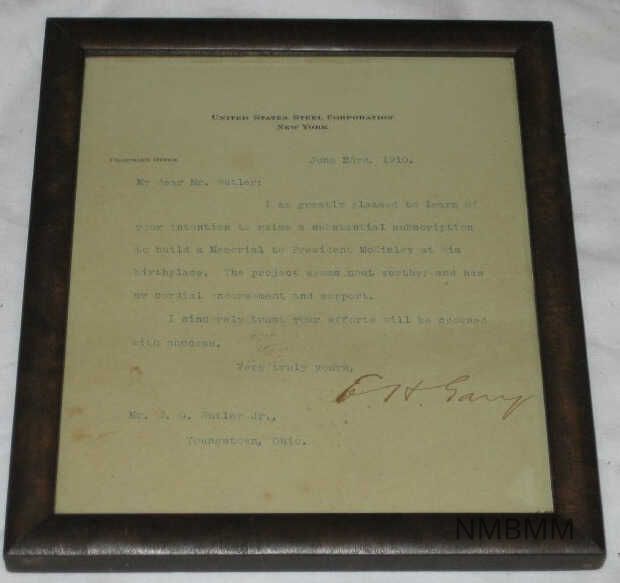 UNITED STATES STEEL CORPORATION
NEW YORK
CHAIRMAN'S OFFICE
June 23rd, 1910.
My dear Mr. Butler:
I am greatly pleased to learn of
your intention to raise a substantial subscription
to build a Memorial to President McKinley at his
birthplace. The project seems most worthy and has
my cordial endorsement and support.
I sincerely trust your efforts will be crowned
with success.
Very truly yours,
E. H. Gary
Mr. J. G. Butler Jr.,
Youngstown, Ohio.
NMBMM